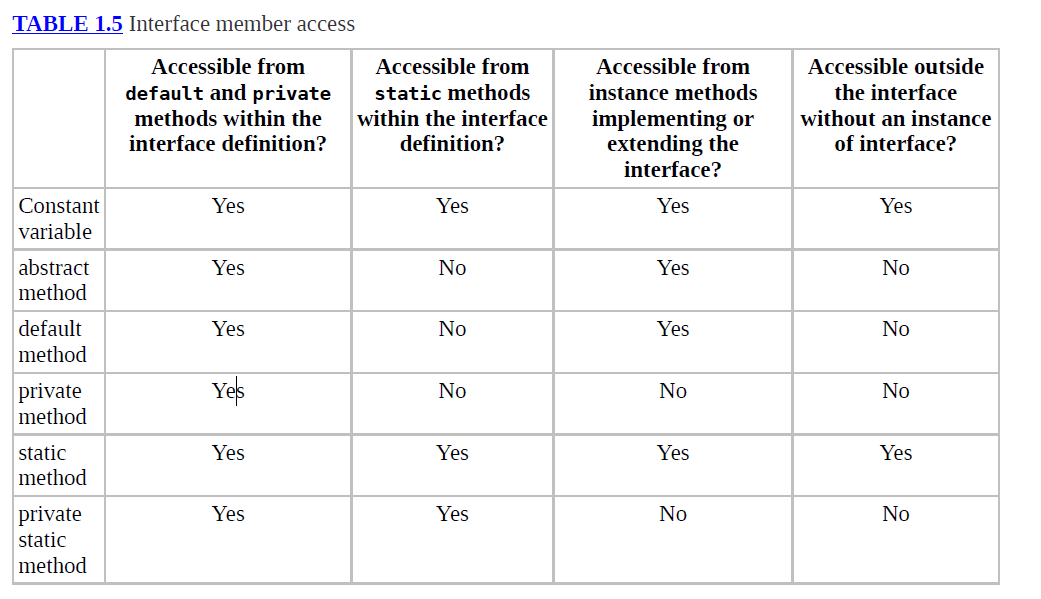 TABLE 1.5 Interface member access
Accessible from
default and private
methods within the
interface definition?
Accessible from
static methods
within the interface
definition?
Accessible from
instance methods
implementing or
extending the
interface?
Accessible outside
the interface
without an instance
of interface?
Constant
variable
Yes Yes Yes Yes
abstract
method
Yes No Yes No
default
method
Yes No Yes No
private
method
Yes No No No
static
method
Yes Yes Yes Yes
private
static
method
Yes Yes No No